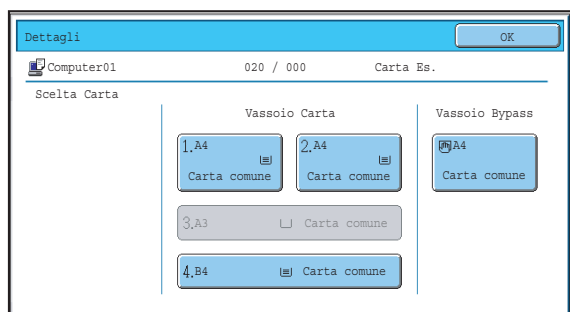 Dettagli OK
Computer01 020 / 000 Carta Es.
Scelta Carta
Vassoio Carta Vassoio Bypass
1.A4 2.A4 A4
Carta comune Carta comune Carta comune
3.A3 Carta comune
4.B4 Carta comune